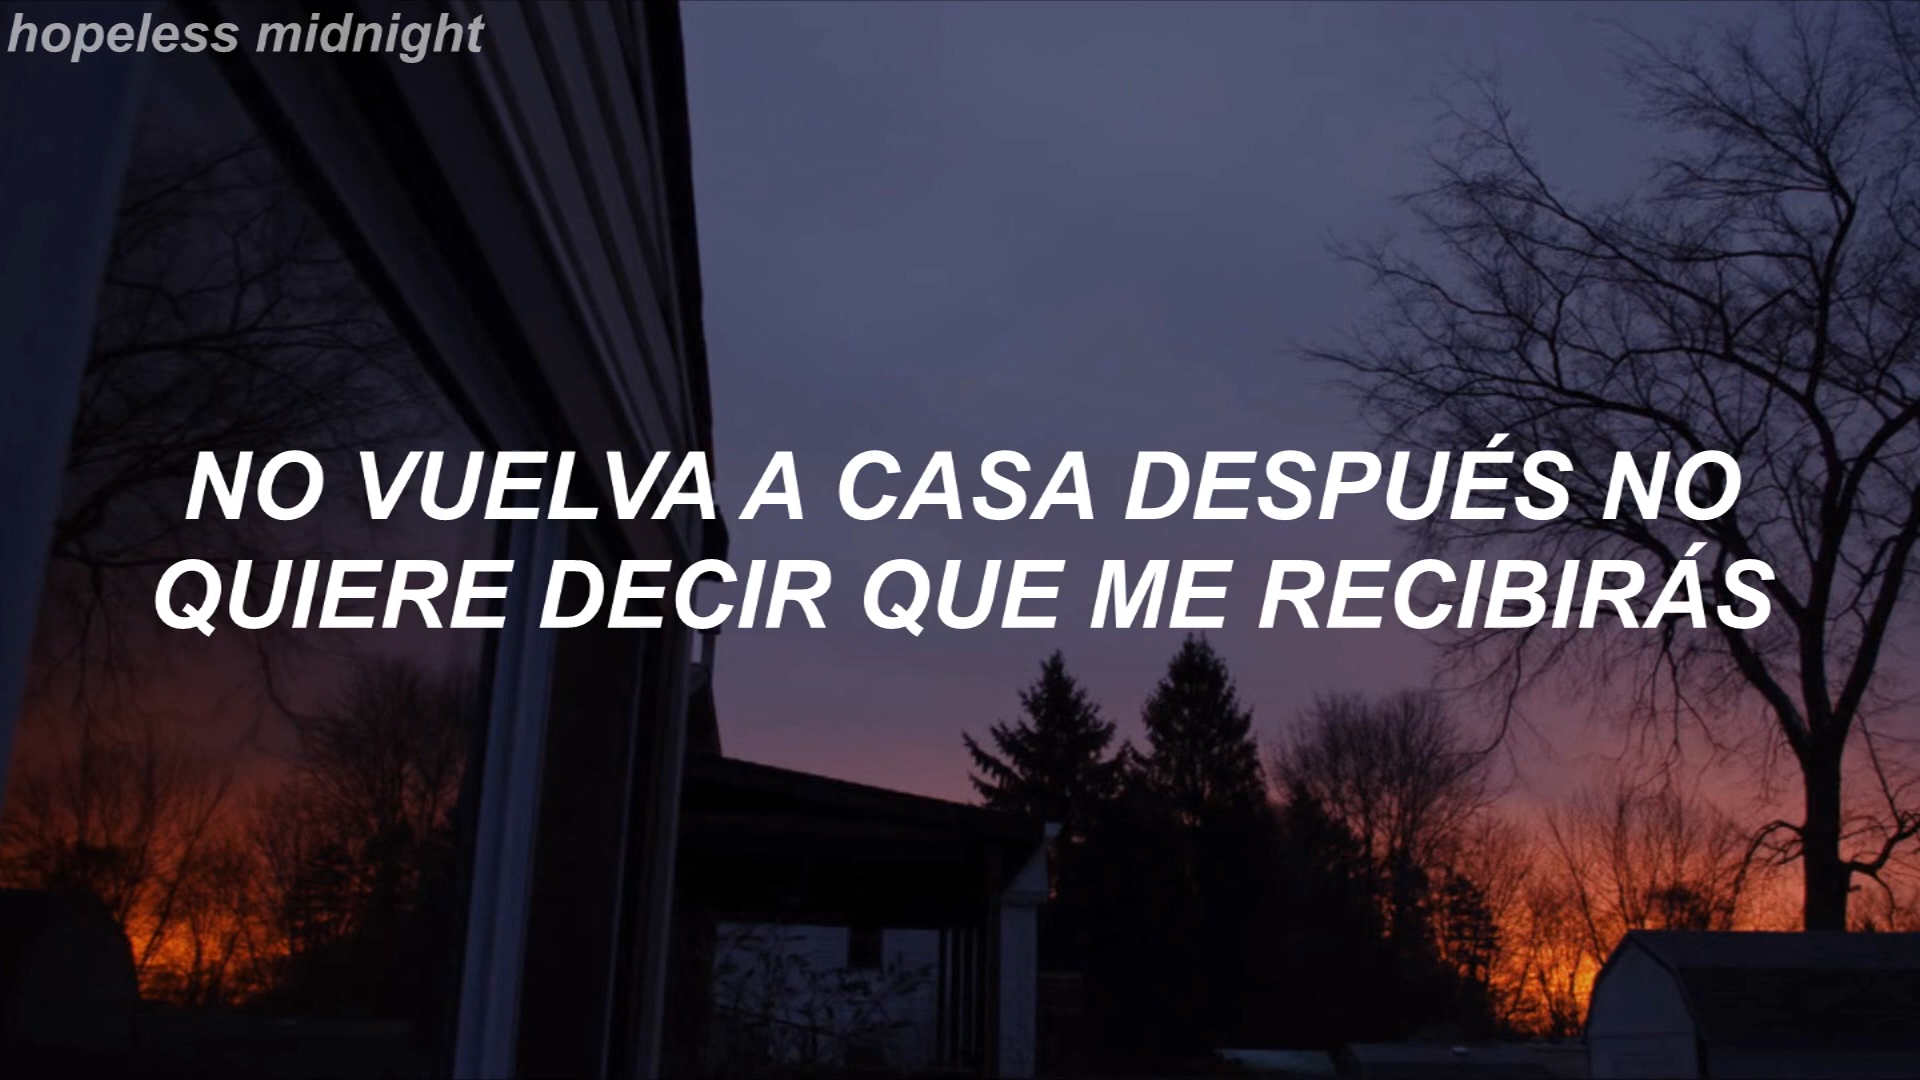 hopeless midnight
NO VUELVA A CASA DESPUÉS NO
QUIERE DECIR QUE ME RECIBIRÁS